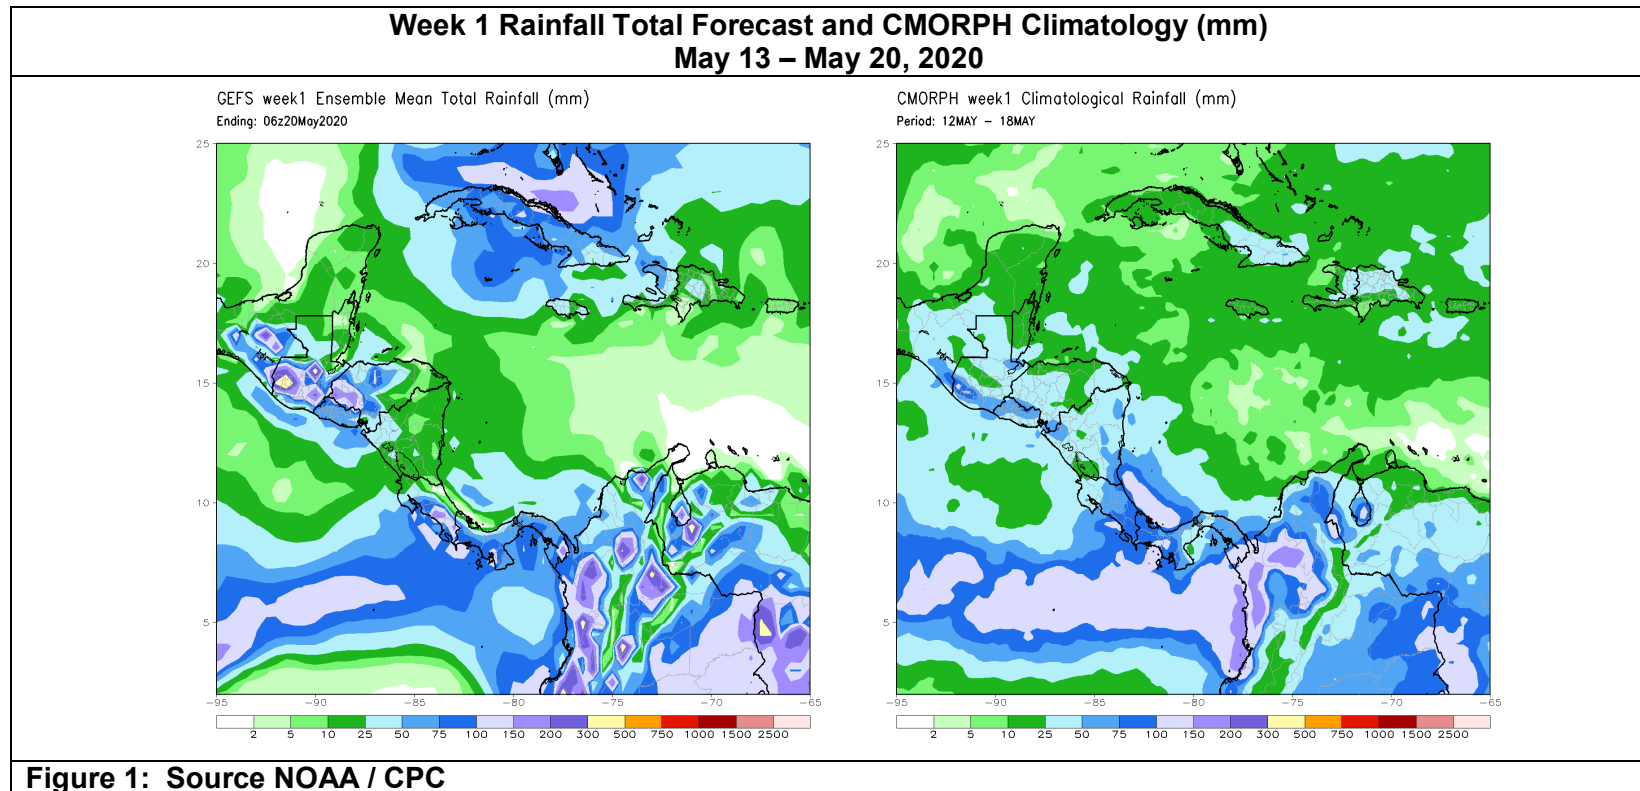 Week 1 Rainfall Total Forecast and CMORPH Climatology (mm)
May 13 – May 20, 2020
GEFS week1 Ensemble Mean Total Rainfall (mm)
Ending: 06z20May2020
25
20
15
10
5
−95 −90 −85 −80 −75 −70 −65
2 5 10 25 50 75 100 150 200 300 500 750 1000 1500 2500
CMORPH week1 Climatological Rainfall (mm)
Period: 12MAY − 18MAY
25
20
15
10
5
−95 −90 −85 −80 −75 −70 −65
2 5 10 25 50 75 100 150 200 300 500 750 1000 1500 2500
Figure 1: Source NOAA / CPC